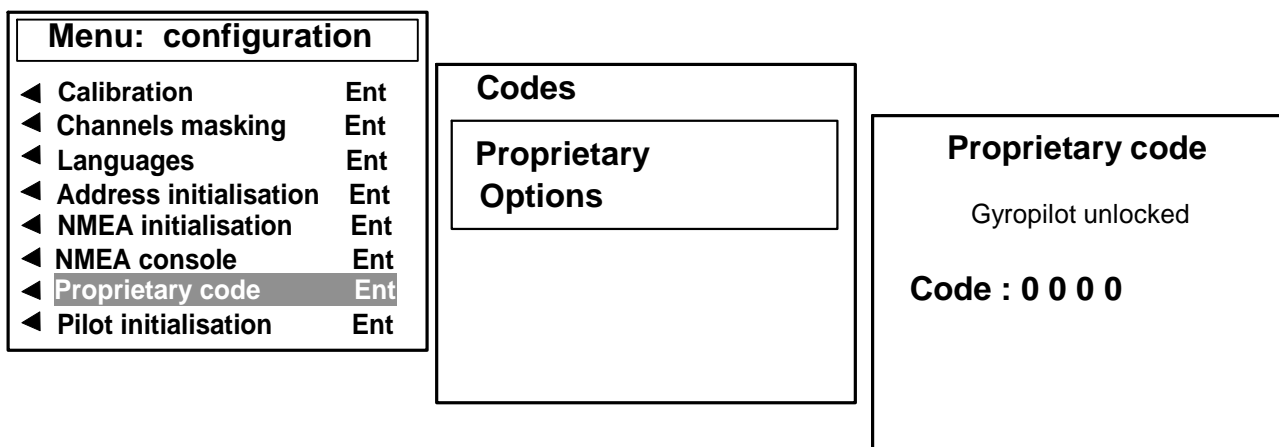 Menu: configuration
Calibration Ent
Channels masking Ent
Languages Ent
Address initialisation Ent
NMEA initialisation Ent
NMEA console Ent
Proprietary code Ent
Pilot initialisation Ent
Codes
Proprietary
Options
Proprietary code
Gyropilot unlocked
Code : 0 0 0 0